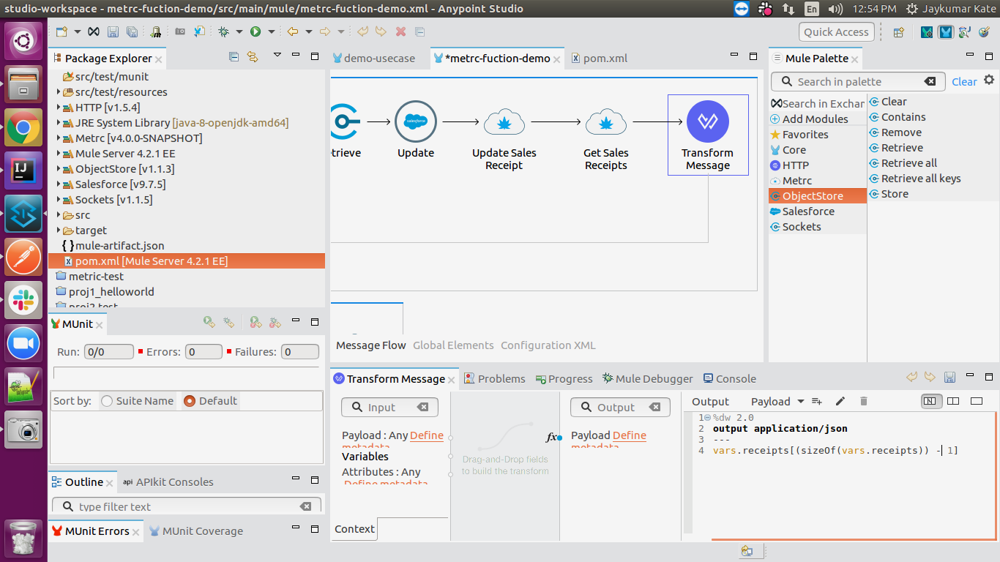 studio-workspace - metrc-fuction-demo/src/main/mule/metrc-fuction-demo.xml - Anypoint Studio
En
12:54 PM
Jaykumar Kate
Quick Access
Package Explorer
src/test/munit
src/test/resources
HTTP [v1.5.4]
JRE System Library [java-8-openjdk-amd64]
Metrc [v4.0.0-SNAPSHOT]
Mule Server 4.2.1 EE
ObjectStore [v1.1.3]
Salesforce [v9.7.5]
Sockets [v1.1.5]
src
target
mule-artifact.json
pom.xml [Mule Server 4.2.1 EE]
metric-test
proj1_helloworld
proj2 test
MUnit
Run: 0/0 Errors: 0 Failures: 0
Sort by: Suite Name Default
Outline
api APIkit Consoles
type filter text
MUnit Errors
MUnit Coverage
demo-usecase
*metrc-fuction-demo
pom.xml
etrieve
salesforce
Update
Update Sales
Receipt
Get Sales
Receipts
Transform
Message
Message Flow Global Elements Configuration XML
Mule Palette
Search in palette
Clear
Search in Exchar
Add Modules
Favorites
Core
HTTP
Metrc
ObjectStore
Salesforce
Sockets
Clear
Contains
Remove
Retrieve
Retrieve all
Retrieve all keys
Store
Transform Message
Problems
Progress
Mule Debugger
Console
Input
Payload : Any Define
metadata
Variables
Attributes : Any
Define metadata
Context
fx
Drag-and-Drop fields
to build the transform
Output
Payload Define
metadata
Output Payload
1 %dw 2.0
2 output application/json
3 ---
4 vars.receipts[(sizeOf(vars.receipts)) - 1]